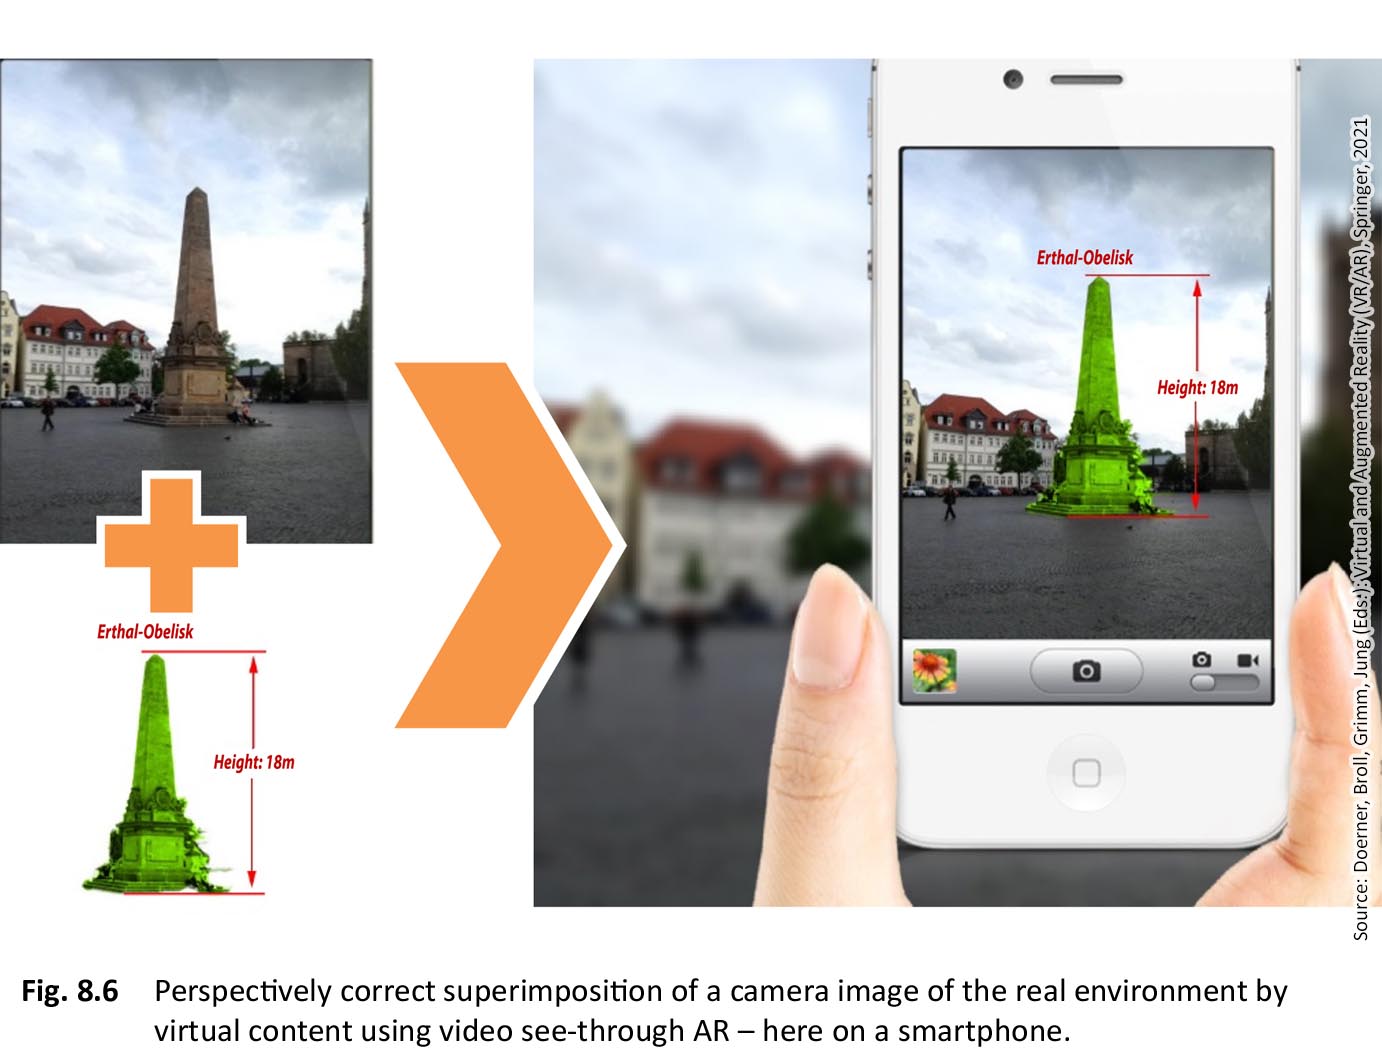 Erthal-Obelisk
Height: 18m
Erthal-Obelisk
Height: 18m
Source: Doerner, Broll, Grimm, Jung (Eds.): Virtual and Augmented Reality (VR/AR), Springer, 2021
Fig. 8.6 Perspectively correct superimposition of a camera image of the real environment by
virtual content using video see-through AR – here on a smartphone.